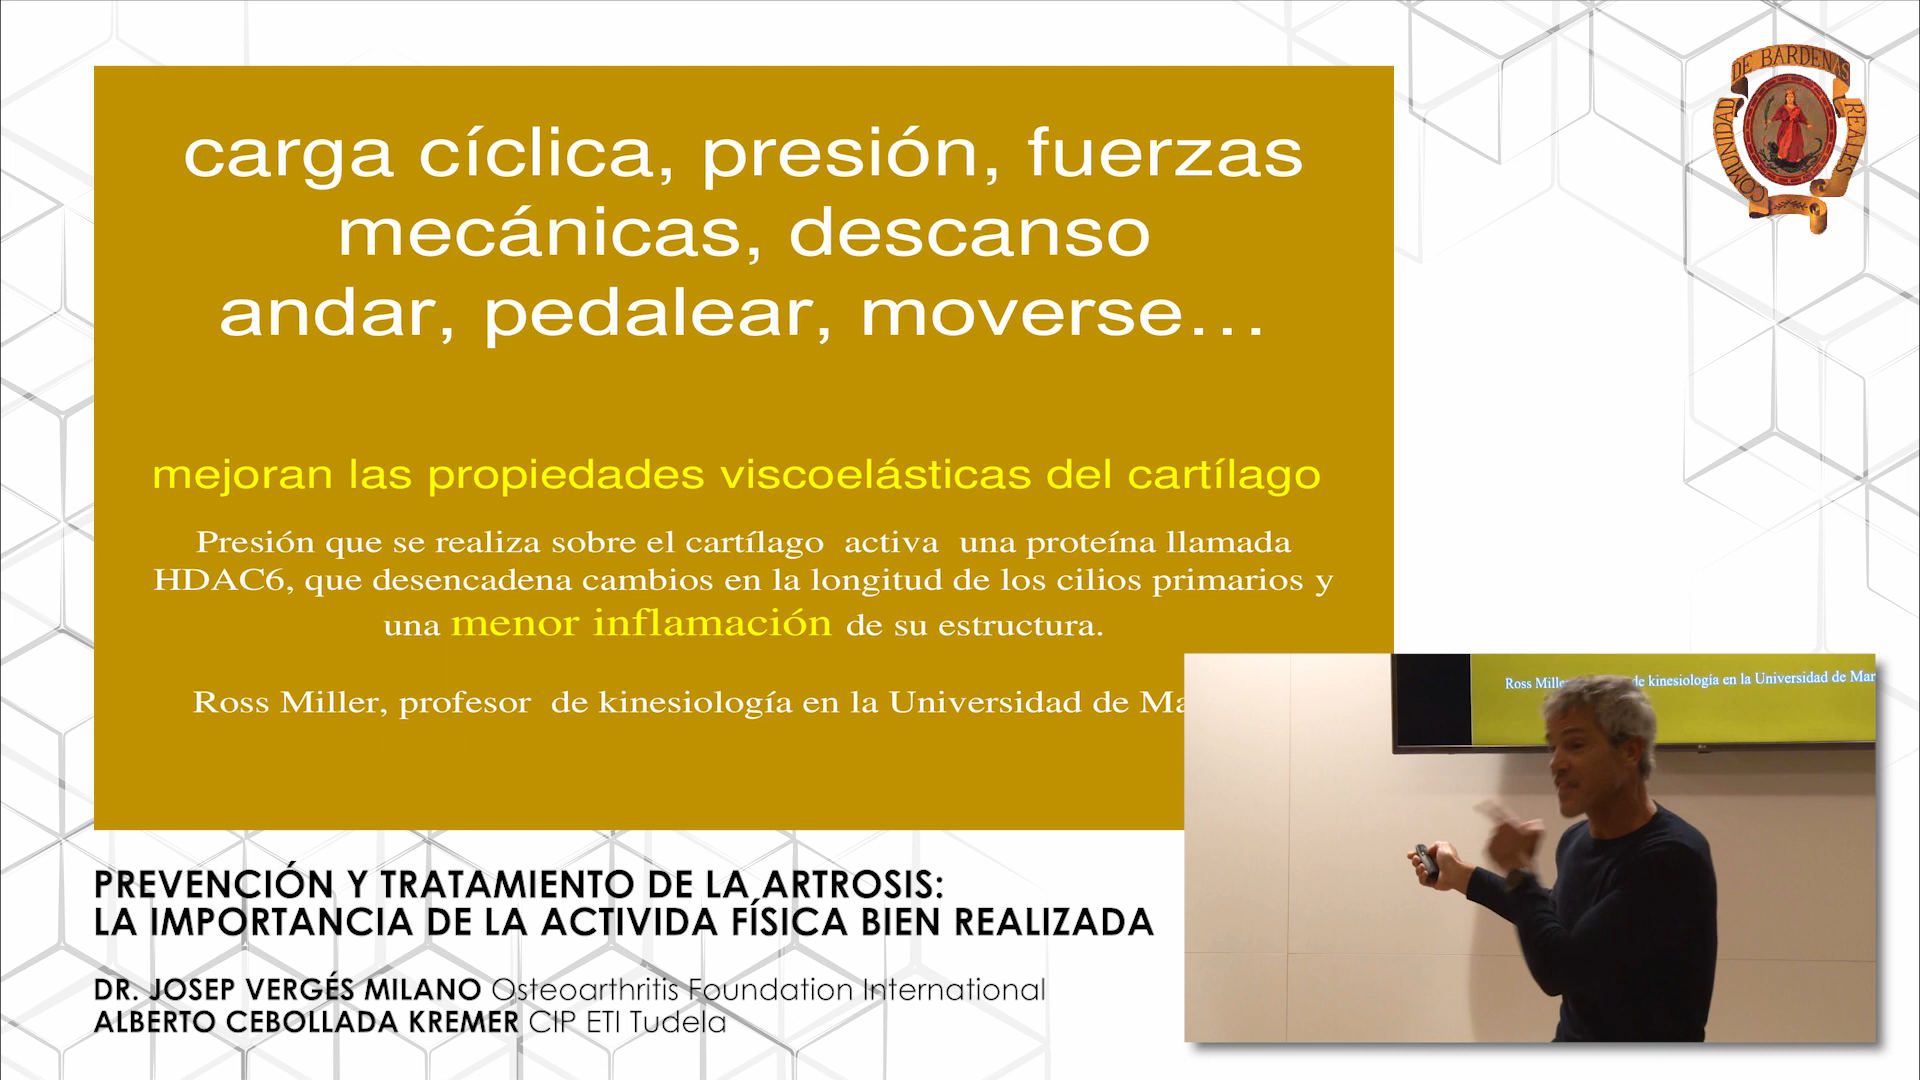 carga cíclica, presión, fuerzas
mecánicas, descanso
andar, pedalear, moverse…
mejoran las propiedades viscoelásticas del cartílago
Presión que se realiza sobre el cartílago activa una proteína llamada
HDAC6, que desencadena cambios en la longitud de los cilios primarios y
una menor inflamación de su estructura.
Ross Miller, profesor de kinesiología en la Universidad de
COMUNIDAD DE BARDENAS REALES
Ross de kinesiología en la Universidad de
PREVENCIÓN Y TRATAMIENTO DE LA ARTROSIS:
LA IMPORTANCIA DE LA ACTIVIDA FÍSICA BIEN REALIZADA
DR. JOSEP VERGÉS MILANO Osteoarthritis Foundation International
ALBERTO CEBOLLADA KREMER CIP ETI Tudela